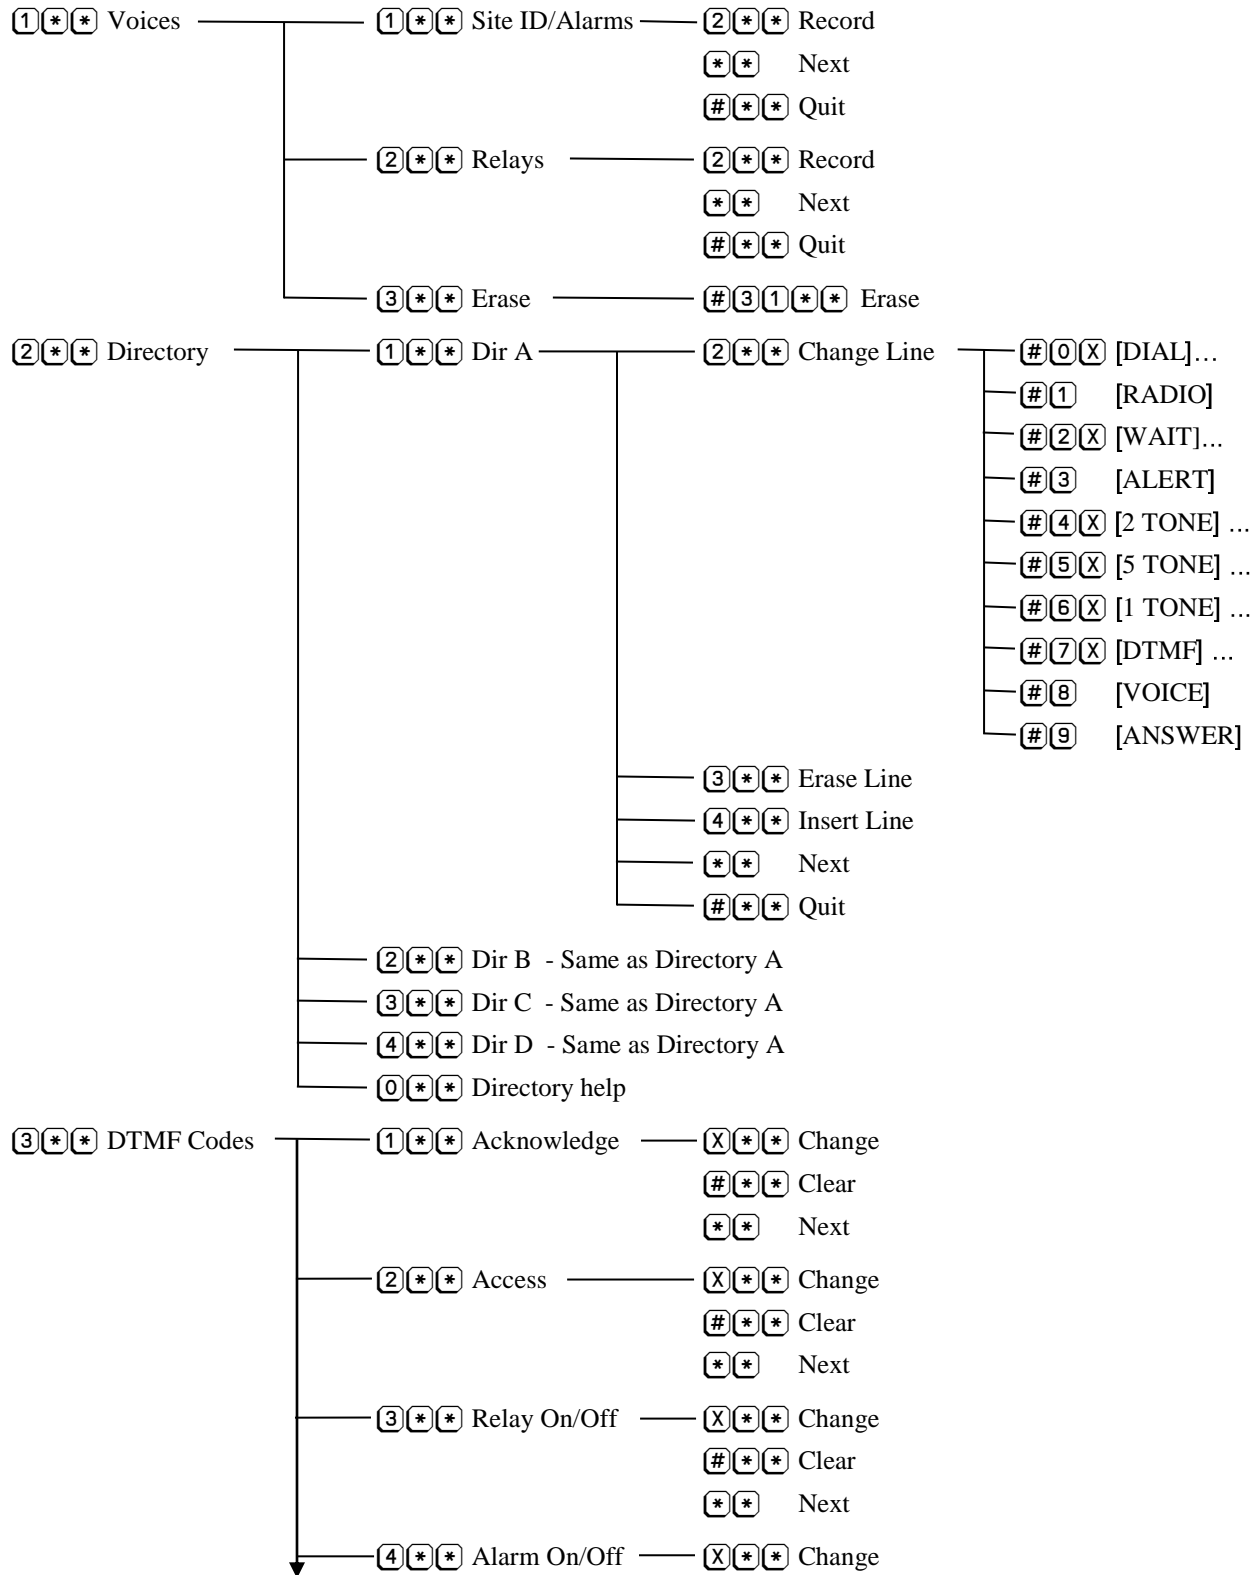 1** Voices 1** Site ID/Alarms 2** Record
** Next
#** Quit
2** Relays 2** Record
** Next
#** Quit
3** Erase #31** Erase
2** Directory 1** Dir A 2** Change Line #0X [DIAL]...
#1 [RADIO]
#2X [WAIT]...
#3 [ALERT]
#4X [2 TONE] ...
#5X [5 TONE] ...
#6X [1 TONE] ...
#7X [DTMF] ...
#8 [VOICE]
#9 [ANSWER]
3** Erase Line
4** Insert Line
** Next
#** Quit
2** Dir B - Same as Directory A
3** Dir C - Same as Directory A
4** Dir D - Same as Directory A
0** Directory help
3** DTMF Codes 1** Acknowledge X** Change
#** Clear
** Next
2** Access X** Change
#** Clear
** Next
3** Relay On/Off X** Change
#** Clear
** Next
4** Alarm On/Off X** Change